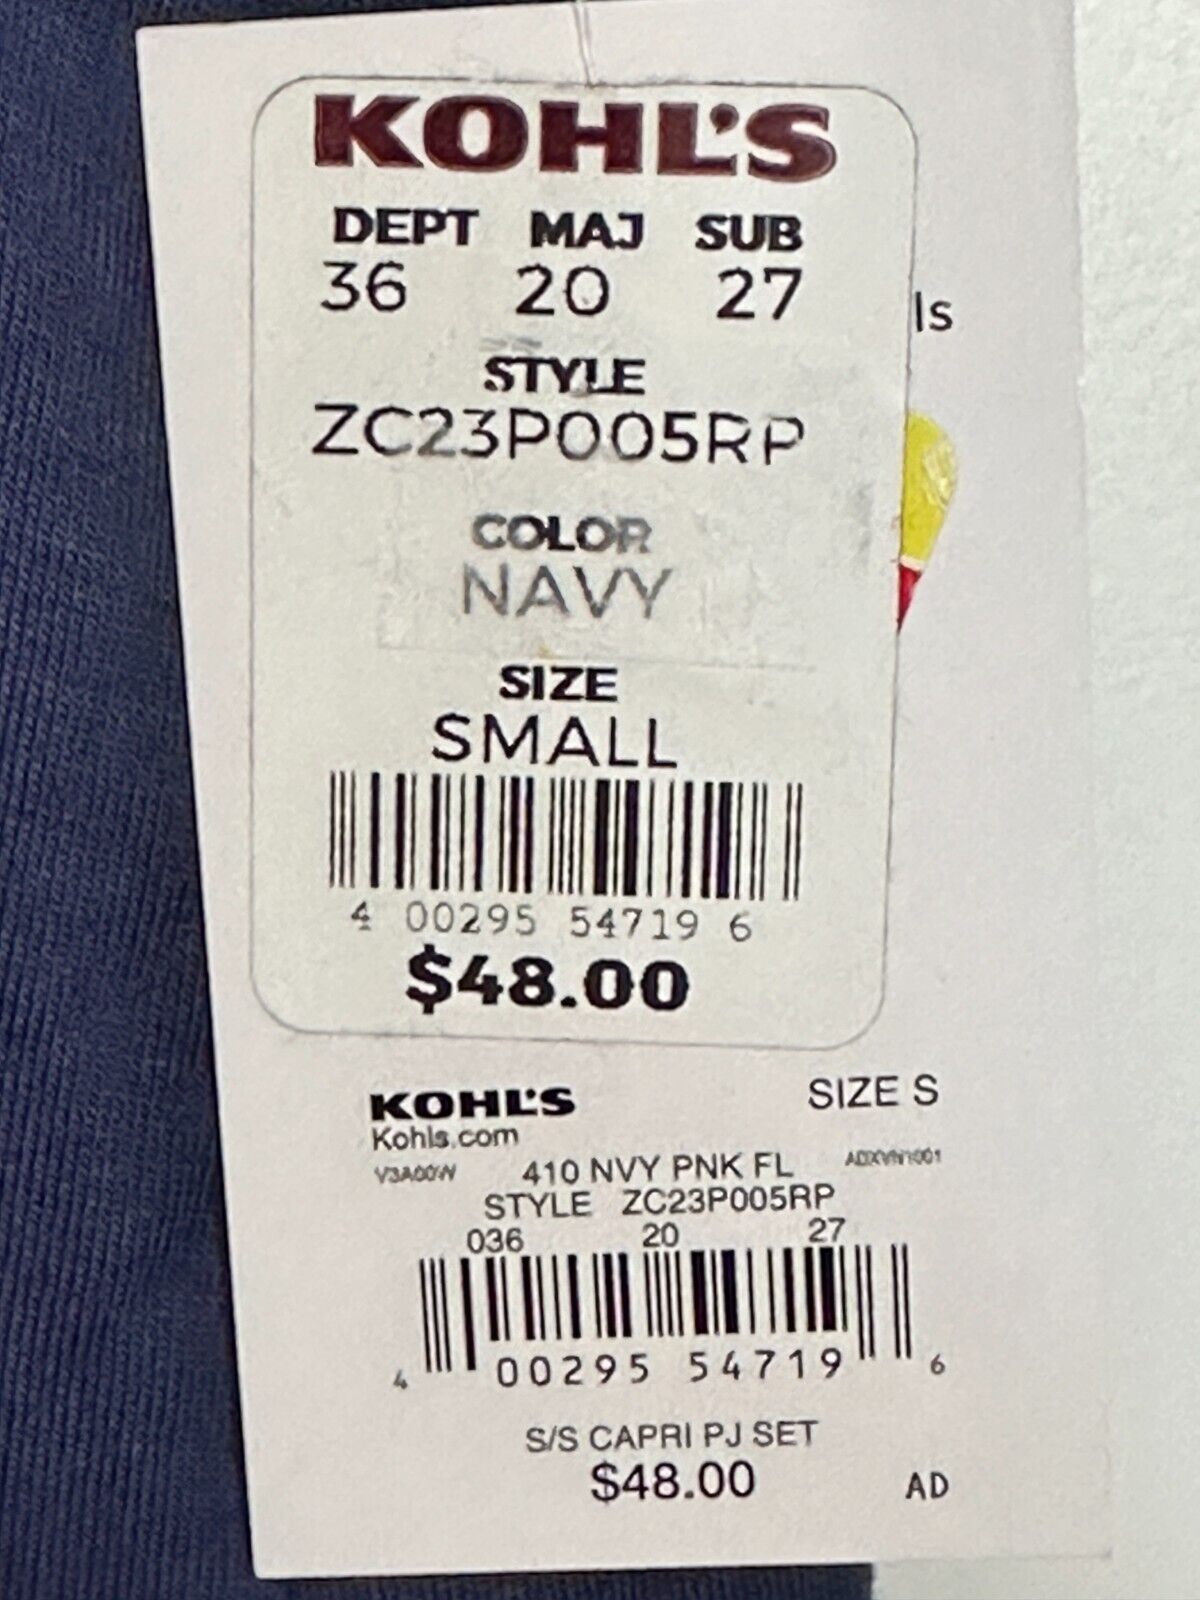 KOHL'S
DEPT MAJ SUB
36 20 27
ls
STYLE
ZC23P005RP
COLOR
NAVY
SIZE
SMALL
4 00295 54719 6
$48.00
KOHL'S SIZE S
Kohls.com
V3A00W 410 NVY PNK FL
STYLE ZC23P005RP
036 20 27
4 00295 54719 6
S/S CAPRI PJ SET
$48.00 AD